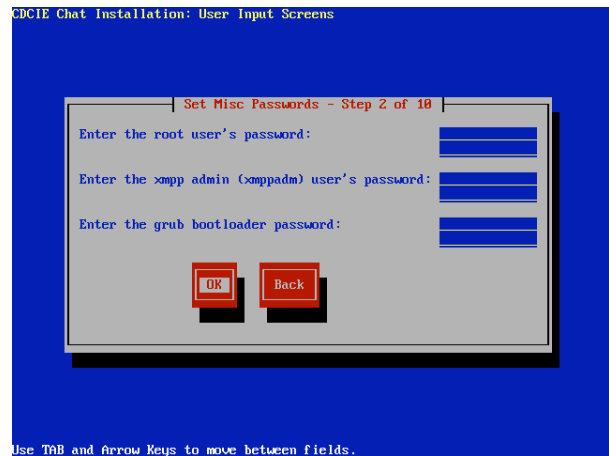 CDCIE Chat Installation: User Input Screens
Set Misc Passwords - Step 2 of 10
Enter the root user's password:
Enter the xmpp admin (xmppadm) user's password:
Enter the grub bootloader password:
OK Back
Use TAB and Arrow Keys to move between fields.